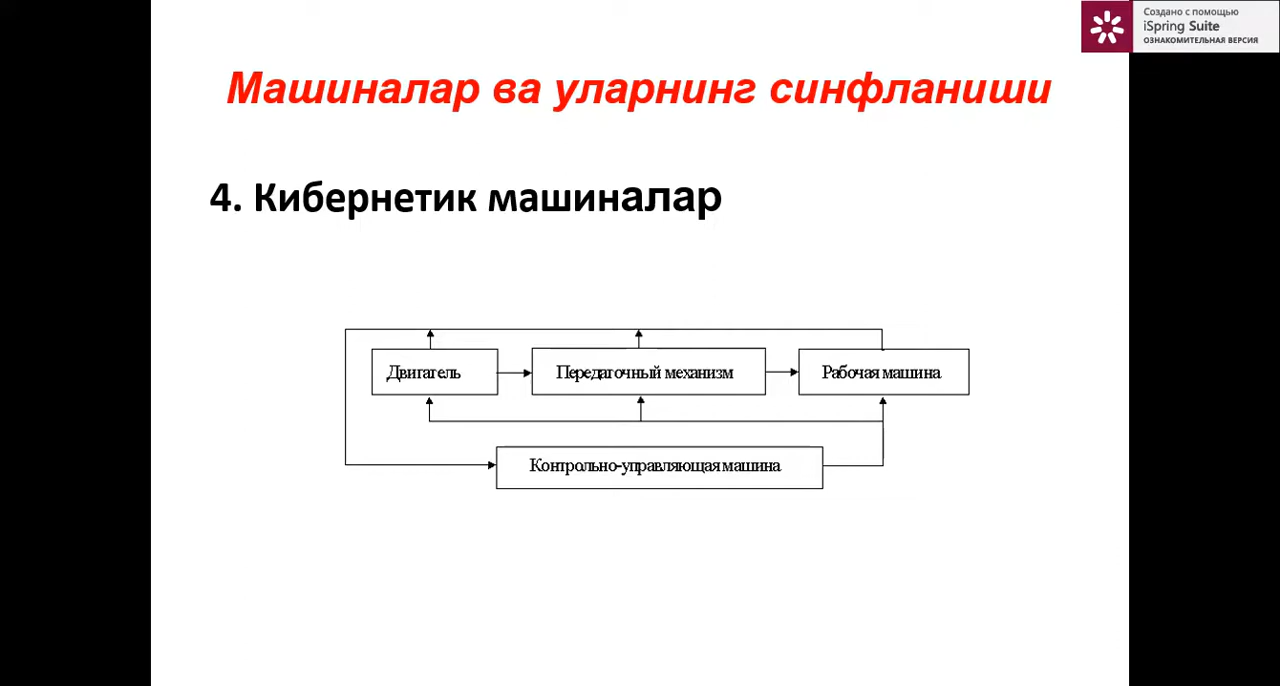 Создано с помощью
iSpring Suite
ОЗНАКОМИТЕЛЬНАЯ ВЕРСИЯ
Машиналар ва уларнинг синфланиши
4. Кибернетик машиналар
Двигатель
Передаточный механизм
Рабочая машина
Контрольно-управляющая машина